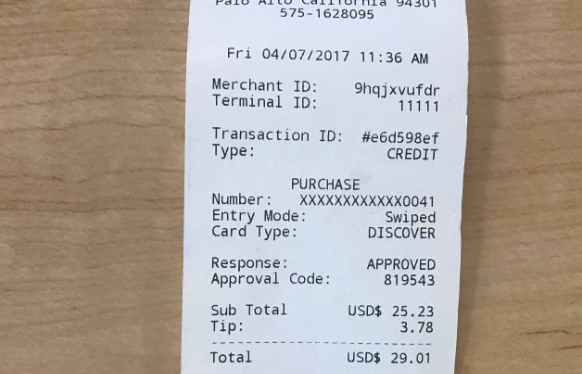 Palo Alto California 94301
575-1628095
Fri 04/07/2017 11:36 AM
Merchant ID: 9hqjxvufdr
Terminal ID: 11111
Transaction ID: #e6d598ef
Type: CREDIT
PURCHASE
Number: XXXXXXXXXXXX0041
Entry Mode: Swiped
Card Type: DISCOVER
Response: APPROVED
Approval Code: 819543
Sub Total USD$ 25.23
Tip: 3.78
--------------------------
Total USD$ 29.01